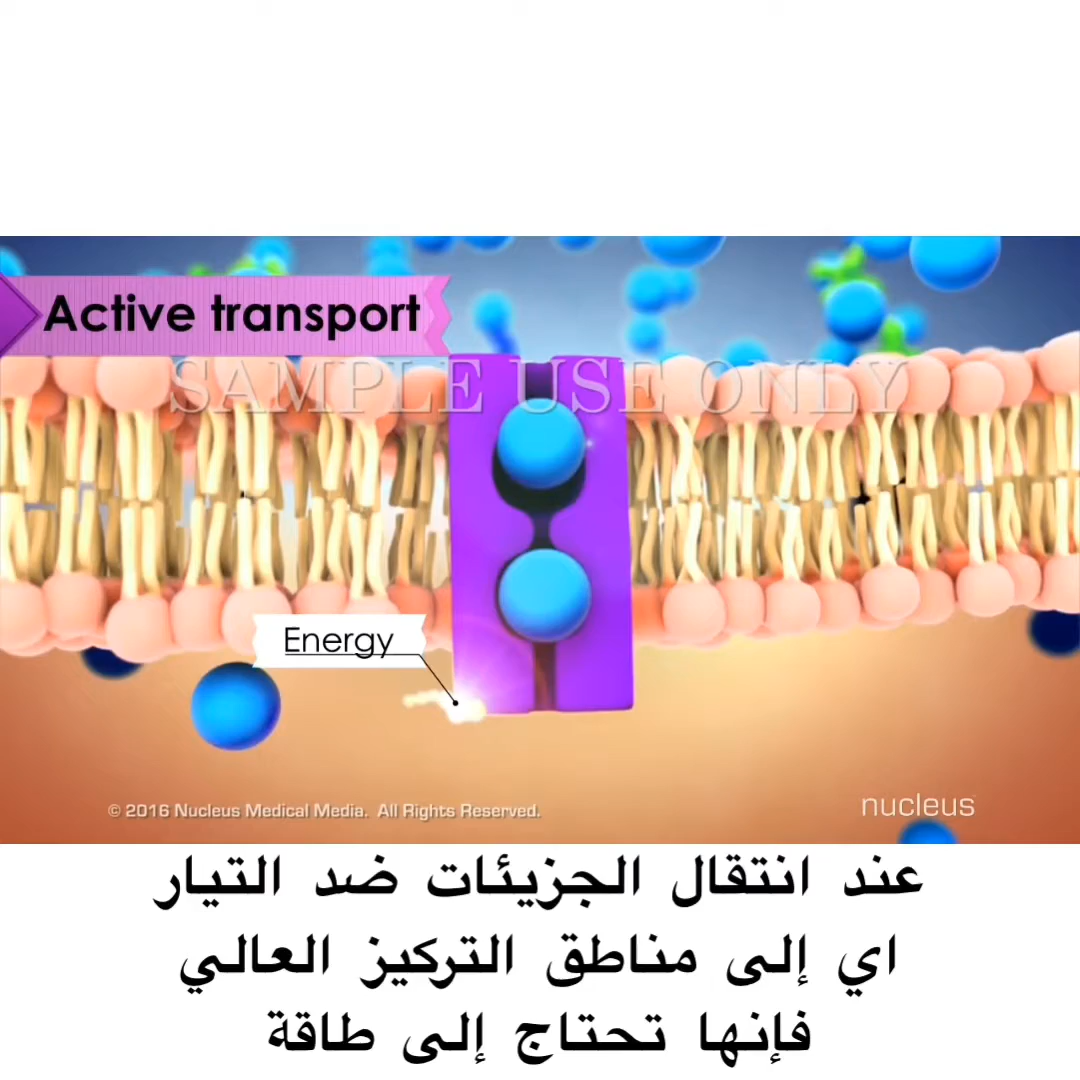 Active transport
SAMPLE USE ONLY
Energy
© 2016 Nucleus Medical Media. All Rights Reserved.
nucleus
عند انتقال الجزيئات ضد التيار
اي إلى مناطق التركيز العالي
فإنها تحتاج إلى طاقة